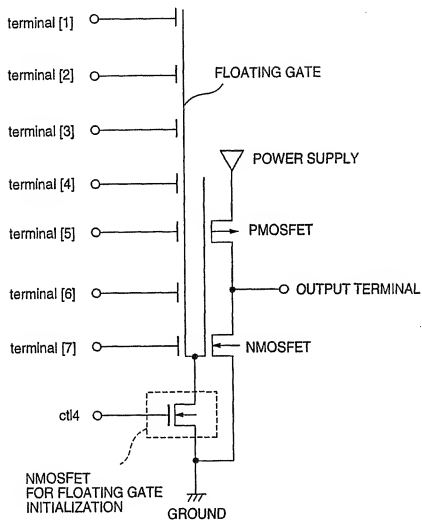 terminal [1]
terminal [2]
FLOATING GATE
terminal [3]
POWER SUPPLY
terminal [4]
terminal [5]
PMOSFET
terminal [6]
OUTPUT TERMINAL
terminal [7]
NMOSFET
ctl4
NMOSFET
FOR FLOATING GATE
INITIALIZATION
GROUND